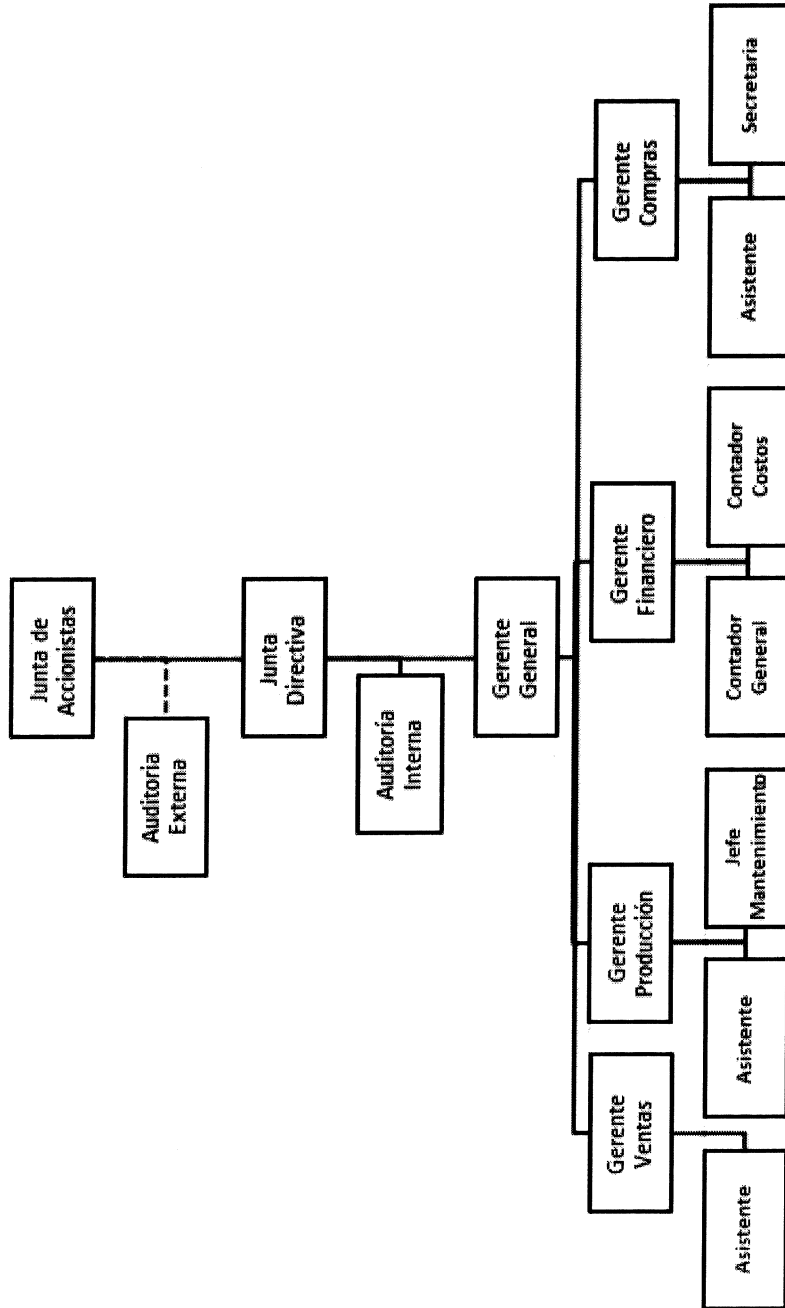 Junta de
Accionistas
Auditoria
Externa
Junta
Directiva
Auditoría
Interna
Gerente
General
Gerente
Ventas
Gerente
Producción
Gerente
Financiero
Gerente
Compras
Asistente
Asistente
Jefe
Mantenimiento
Contador
General
Contador
Costos
Asistente
Secretaria